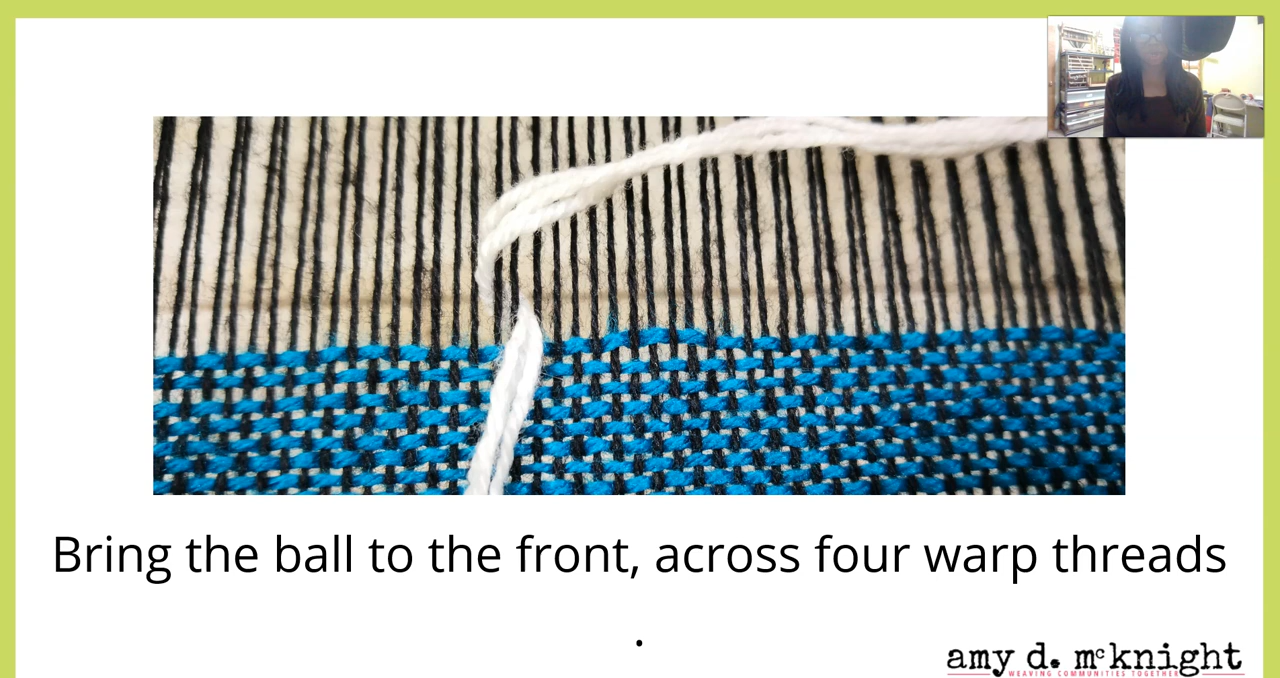 Bring the ball to the front, across four warp threads
.
amy d. mcknight
WEAVING COMMUNITIES TOGETHER